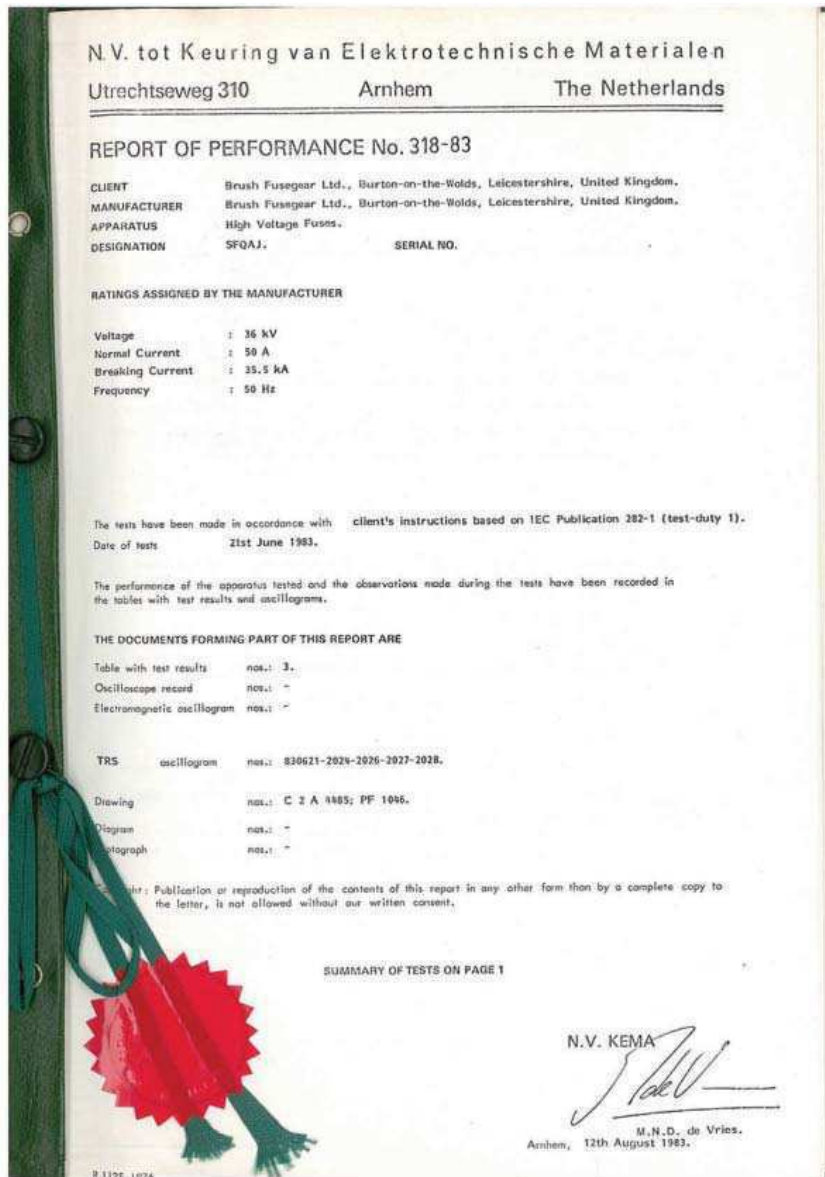 N.V. tot Keuring van Elektrotechnische Materialen
Utrechtseweg 310 Arnhem The Netherlands
REPORT OF PERFORMANCE No. 318-83
CLIENT Brush Fusegear Ltd., Burton-on-the-Wolds, Leicestershire, United Kingdom.
MANUFACTURER Brush Fusegear Ltd., Burton-on-the-Wolds, Leicestershire, United Kingdom.
APPARATUS High Voltage Fuses.
DESIGNATION SFQAJ. SERIAL NO.
RATINGS ASSIGNED BY THE MANUFACTURER
Voltage : 36 kV
Normal Current : 50 A
Breaking Current : 35.5 kA
Frequency : 50 Hz
The tests have been made in accordance with client's instructions based on IEC Publication 282-1 (test-duty 1).
Date of tests 21st June 1983.
The performance of the apparatus tested and the observations made during the tests have been recorded in
the tables with test results and oscillograms.
THE DOCUMENTS FORMING PART OF THIS REPORT ARE
Table with test results nos.: 3.
Oscilloscope record nos.: -
Electromagnetic oscillogram nos.: -
TRS oscillogram nos.: 830621-2024-2026-2027-2028.
Drawing nos.: C 2 A 4485; PF 1046.
Diagram nos.: -
otograph nos.: -
ht : Publication or reproduction of the contents of this report in any other form than by a complete copy to
the letter, is not allowed without our written consent.
SUMMARY OF TESTS ON PAGE 1
N.V. KEMA
M.N.D. de Vries.
Arnhem, 12th August 1983.